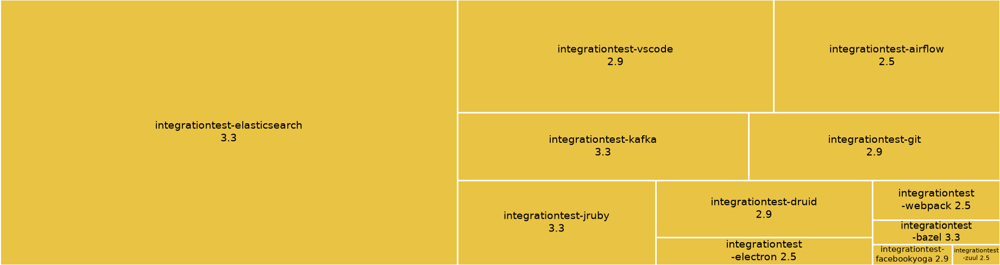 integrationtest-elasticsearch
3.3
integrationtest-vscode
2.9
integrationtest-airflow
2.5
integrationtest-kafka
3.3
integrationtest-git
2.9
integrationtest-jruby
3.3
integrationtest-druid
2.9
integrationtest
-electron 2.5
integrationtest
-webpack 2.5
integrationtest
-bazel 3.3
integrationtest-
facebookyoga 2.9
integrationtest
-zuul 2.5